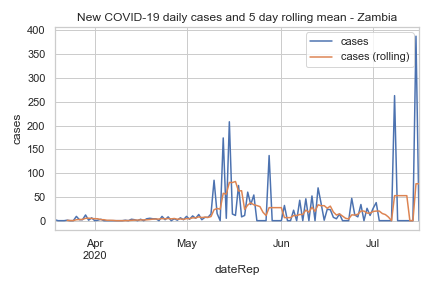 New COVID-19 daily cases and 5 day rolling mean - Zambia
cases
cases (rolling)
400
350
300
250
200
150
100
50
0
cases
Apr
2020
May
Jun
Jul
dateRep